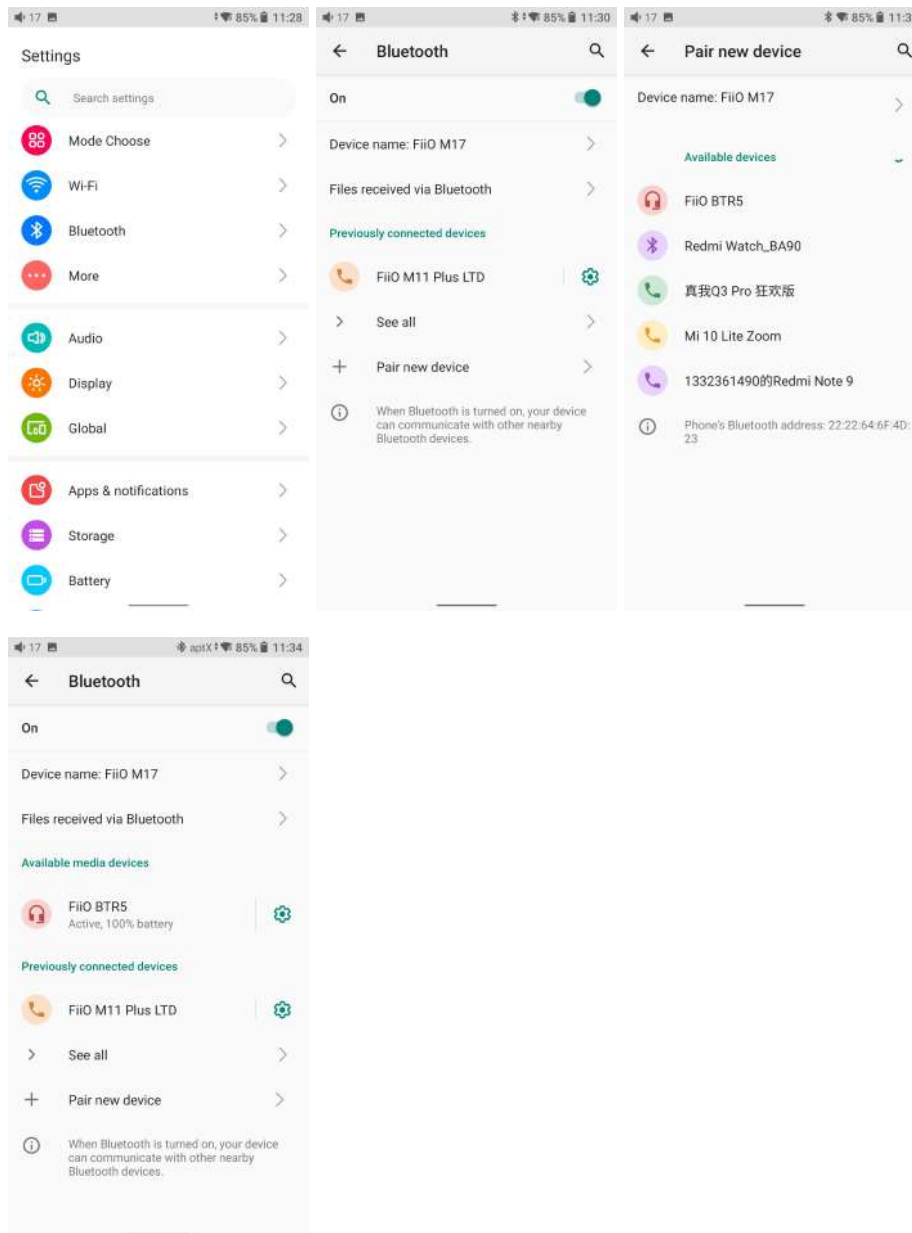 17 85% 11:28
Settings
Search settings
Mode Choose
Wi-Fi
Bluetooth
More
Audio
Display
Global
Apps & notifications
Storage
Battery
17 85% 11:30
Bluetooth
On
Device name: FiiO M17
Files received via Bluetooth
Previously connected devices
FiiO M11 Plus LTD
See all
Pair new device
When Bluetooth is turned on, your device
can communicate with other nearby
Bluetooth devices.
17 85% 11:3
Pair new device
Device name: FiiO M17
Available devices
FiiO BTR5
Redmi Watch_BA90
真我Q3 Pro 狂欢版
Mi 10 Lite Zoom
1332361490的Redmi Note 9
Phone's Bluetooth address: 22:22:64:6F:4D:
23
17 aptX 85% 11:34
Bluetooth
On
Device name: FiiO M17
Files received via Bluetooth
Available media devices
FiiO BTR5
Active, 100% battery
Previously connected devices
FiiO M11 Plus LTD
See all
Pair new device
When Bluetooth is turned on, your device
can communicate with other nearby
Bluetooth devices.